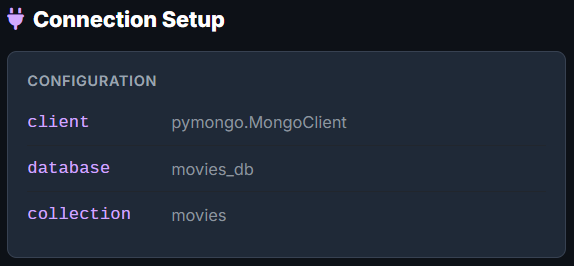 Connection Setup
CONFIGURATION
client pymongo.MongoClient
database movies_db
collection movies